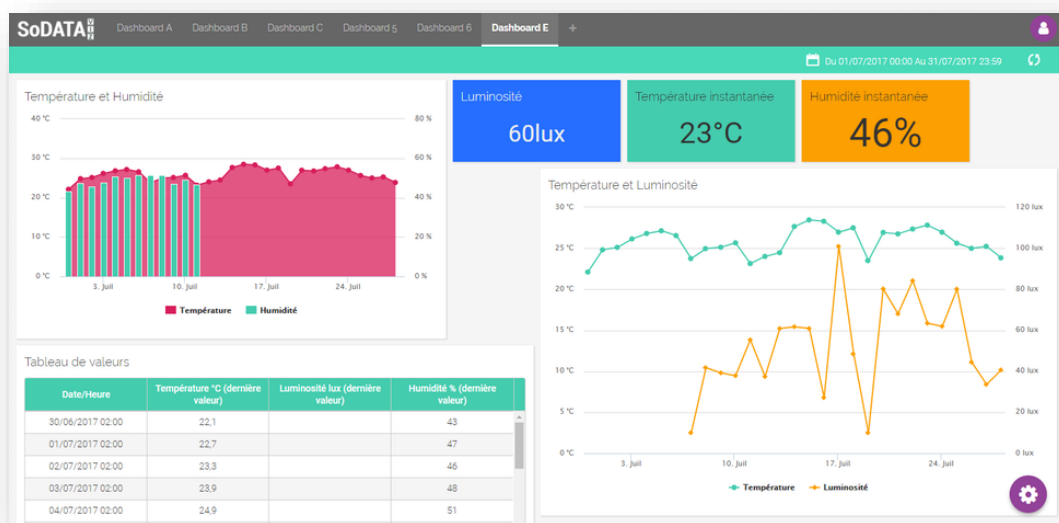 SoDATA VIZ
Dashboard A Dashboard B Dashboard C Dashboard 5 Dashboard 6 Dashboard E +
Du 01/07/2017 00:00 Au 31/07/2017 23:59
Température et Humidité
40 °C 80 %
30 °C 60 %
20 °C 40 %
10 °C 20 %
0 °C 0 %
3. Juil 10. Juil 17. Juil 24. Juil
Température Humidité
Luminosité
60lux
Température instantanée
23°C
Humidité instantanée
46%
Température et Luminosité
30 °C 120 lux
25 °C 100 lux
20 °C 80 lux
15 °C 60 lux
10 °C 40 lux
5 °C 20 lux
0 °C 0 lux
3. Juil 10. Juil 17. Juil 24. Juil
Température Luminosité
Tableau de valeurs
Date/Heure Température °C (dernière valeur) Luminosité lux (dernière valeur) Humidité % (dernière valeur)
30/06/2017 02:00 22,1 43
01/07/2017 02:00 22,7 47
02/07/2017 02:00 23,3 46
03/07/2017 02:00 23,9 48
04/07/2017 02:00 24,9 51